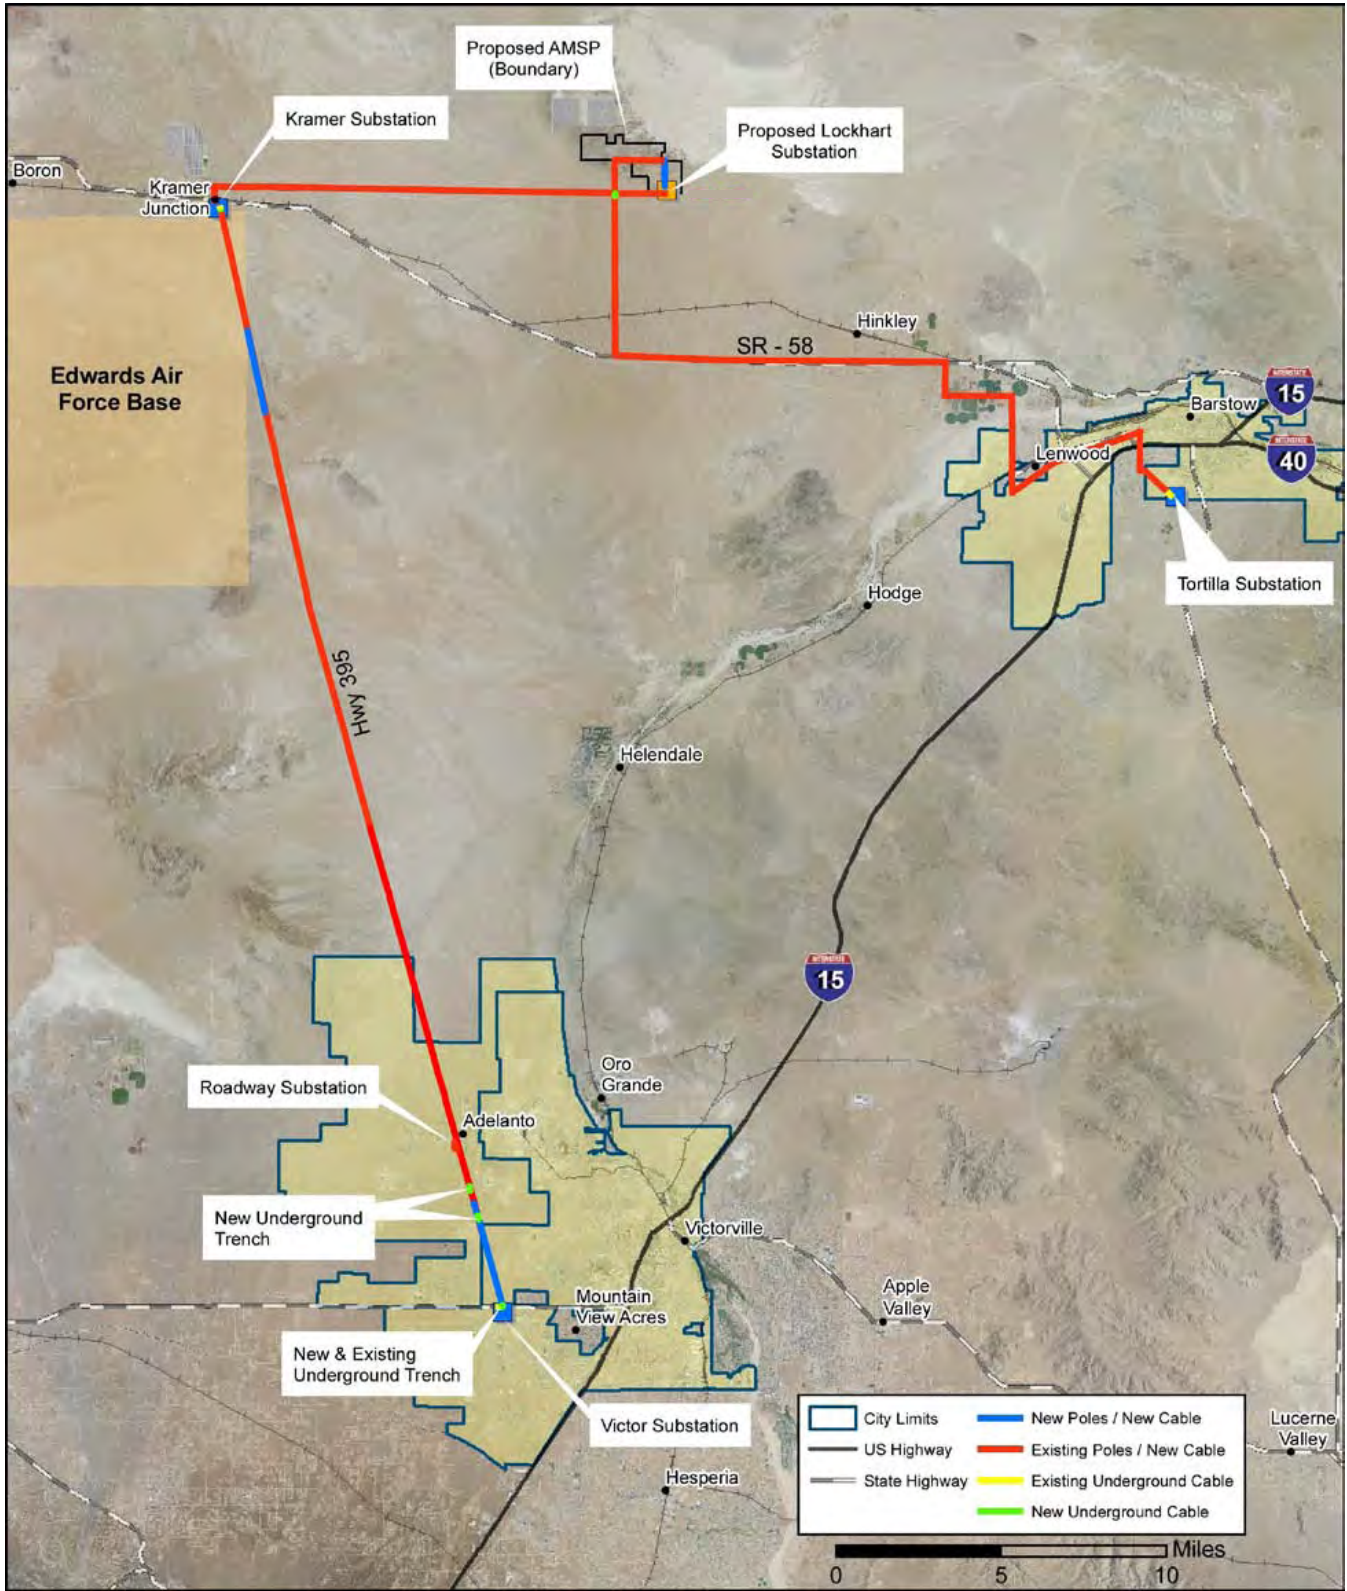 Proposed AMSP
(Boundary)
Kramer Substation
Proposed Lockhart
Substation
Boron
Kramer
Junction
Hinkley
SR - 58
Edwards Air
Force Base
INTERSTATE
15
Barstow
INTERSTATE
40
Lenwood
Tortilla Substation
Hodge
Hwy 395
Helendale
INTERSTATE
15
Oro
Grande
Roadway Substation
Adelanto
New Underground
Trench
Victorville
Apple
Valley
Mountain
View Acres
New & Existing
Underground Trench
Victor Substation
Lucerne
Valley
Hesperia
City Limits
US Highway
State Highway
New Poles / New Cable
Existing Poles / New Cable
Existing Underground Cable
New Underground Cable
Miles
0 5 10